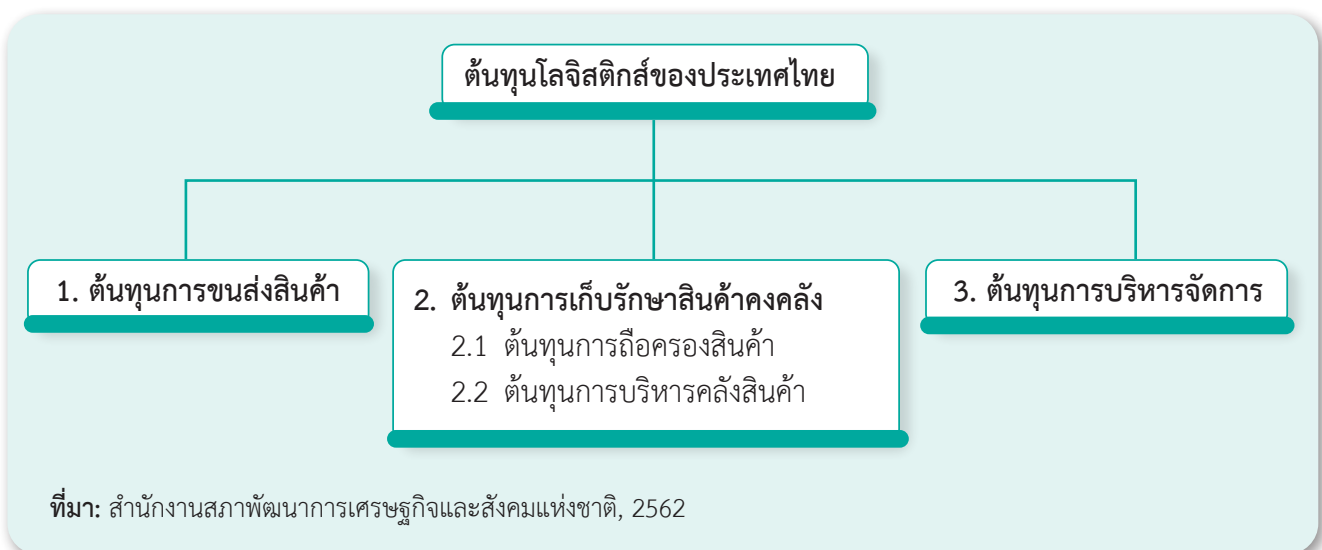 ต้นทุนโลจิสติกส์ของประเทศไทย
1. ต้นทุนการขนส่งสินค้า
2. ต้นทุนการเก็บรักษาสินค้าคงคลัง
2.1 ต้นทุนการถือครองสินค้า
2.2 ต้นทุนการบริหารคลังสินค้า
3. ต้นทุนการบริหารจัดการ
ที่มา: สำนักงานสภาพัฒนาการเศรษฐกิจและสังคมแห่งชาติ, 2562